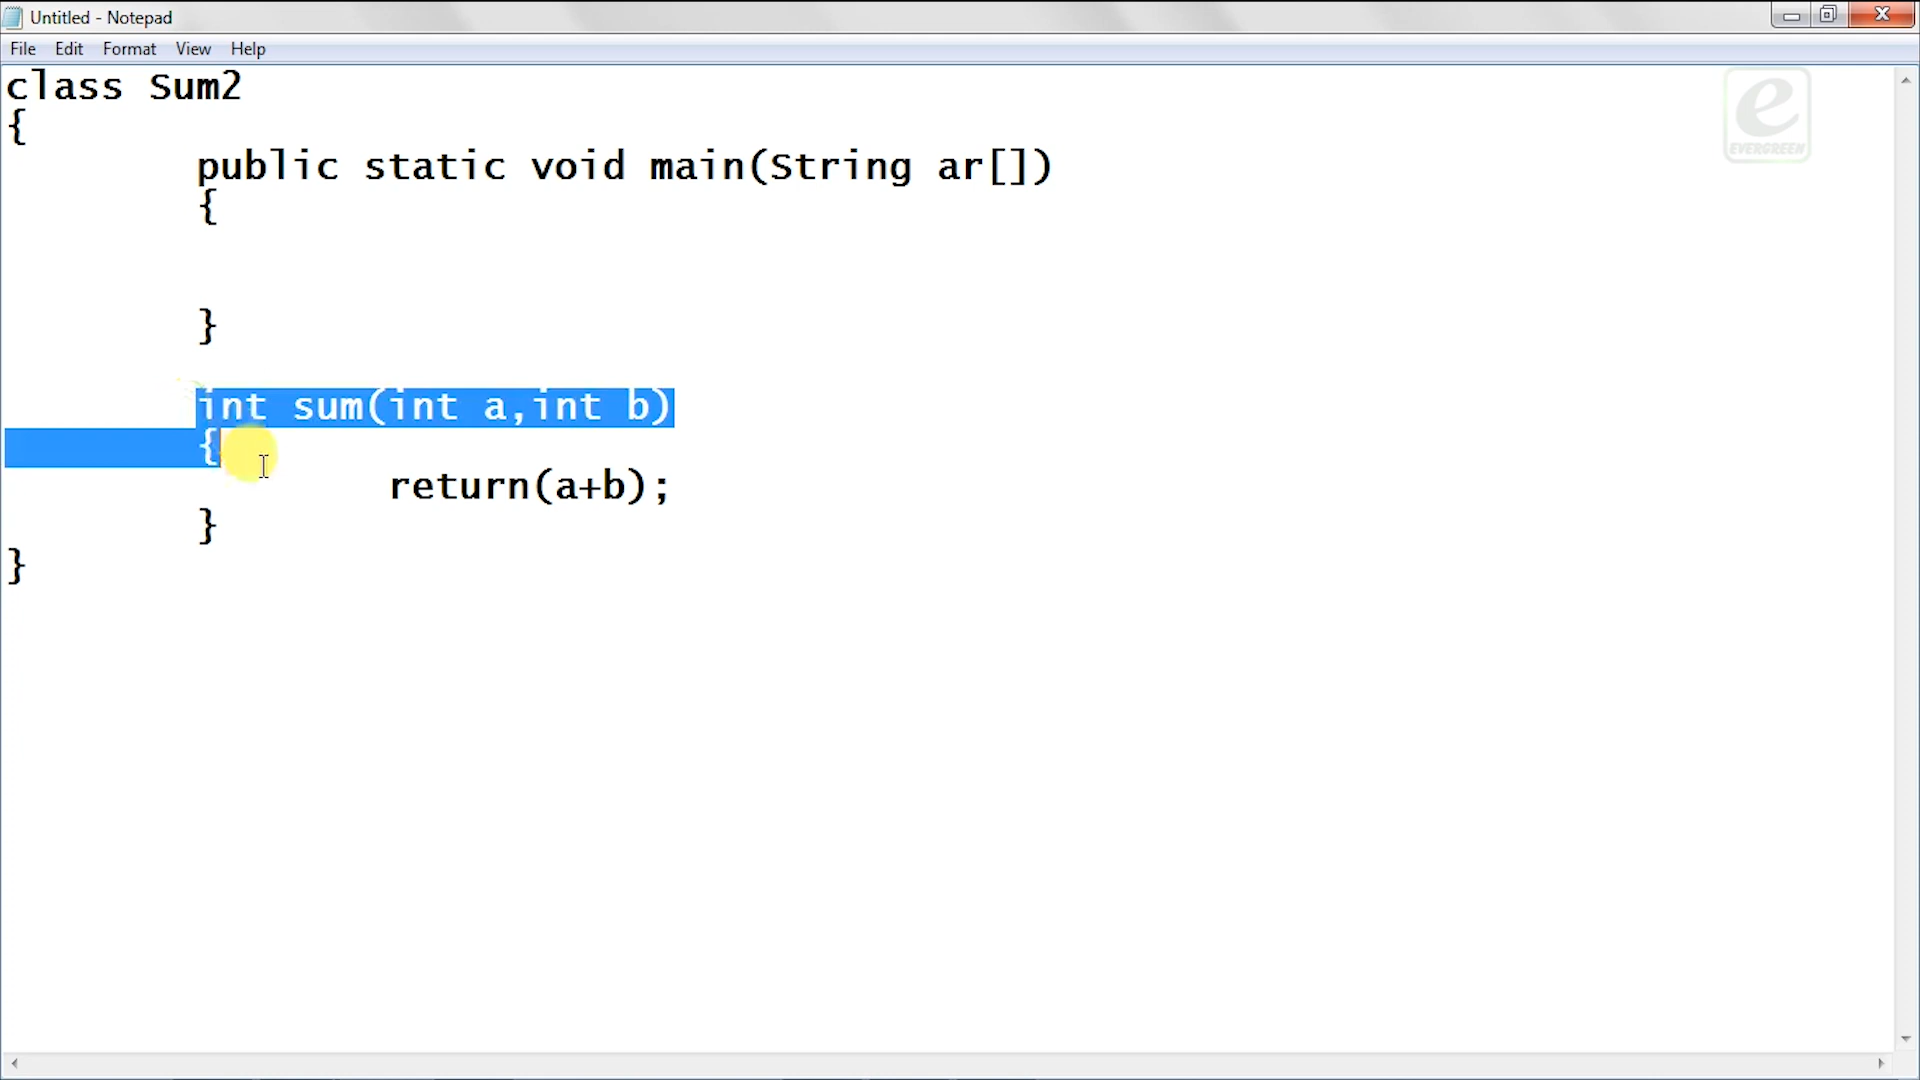 Untitled - Notepad
File Edit Format View Help
class Sum2
{
public static void main(String ar[])
{
}
int sum(int a,int b)
{
return(a+b);
}
}
e
EVERGREEN